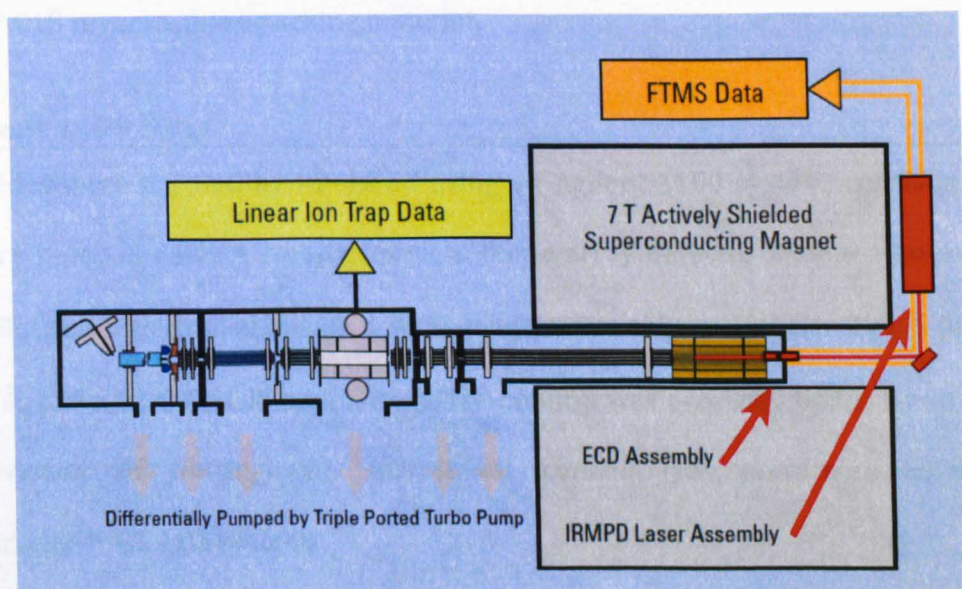 FTMS Data
Linear Ion Trap Data
7 T Actively Shielded
Superconducting Magnet
ECD Assembly
Differentially Pumped by Triple Ported Turbo Pump
IRMPD Laser Assembly